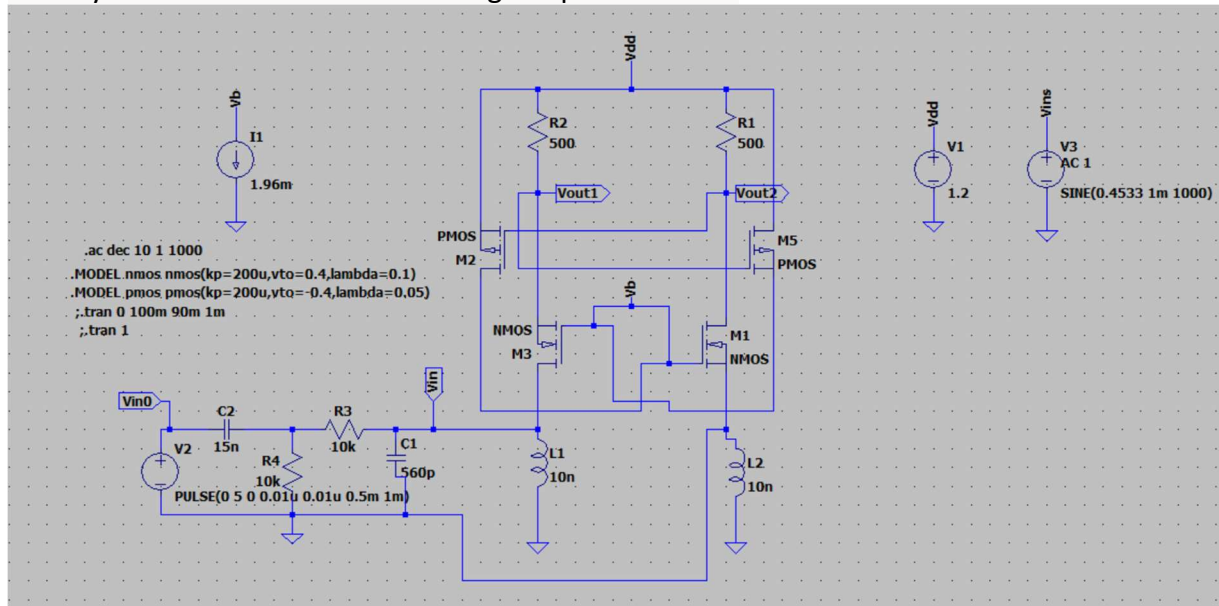 Vdd
Vb
I1
1.96m
R2
500
R1
500
Vout1
Vout2
Vdd
V1
1.2
Vins
V3
AC 1
SINE(0.4533 1m 1000)
PMOS
M2
M5
PMOS
.ac dec 10 1 1000
.MODEL nmos nmos(kp=200u,vto=0.4,lambda=0.1)
.MODEL pmos pmos(kp=200u,vto=-0.4,lambda=0.05)
;.tran 0 100m 90m 1m
;.tran 1
Vb
NMOS
M3
M1
NMOS
Vin0
Vin
C2
15n
R3
10k
C1
560p
V2
R4
10k
PULSE(0 5 0 0.01u 0.01u 0.5m 1m)
L1
10n
L2
10n